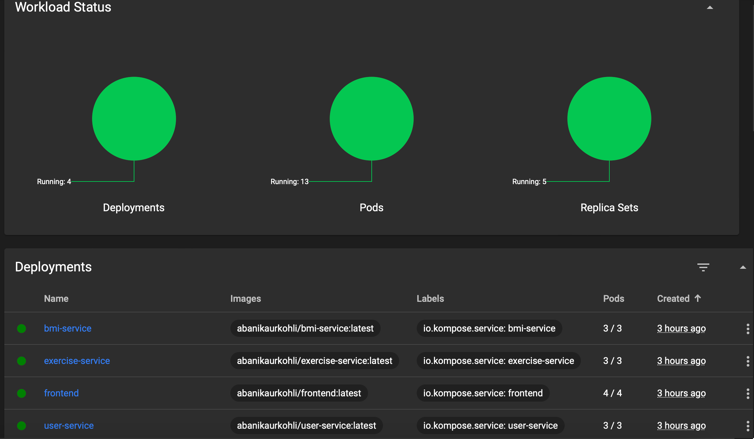 Workload Status
Running: 4
Running: 13
Running: 5
Deployments
Pods
Replica Sets
Deployments
Name Images Labels Pods Created
bmi-service abanikaurkohli/bmi-service:latest io.kompose.service: bmi-service 3 / 3 3 hours ago
exercise-service abanikaurkohli/exercise-service:latest io.kompose.service: exercise-service 3 / 3 3 hours ago
frontend abanikaurkohli/frontend:latest io.kompose.service: frontend 4 / 4 3 hours ago
user-service abanikaurkohli/user-service:latest io.kompose.service: user-service 3 / 3 3 hours ago